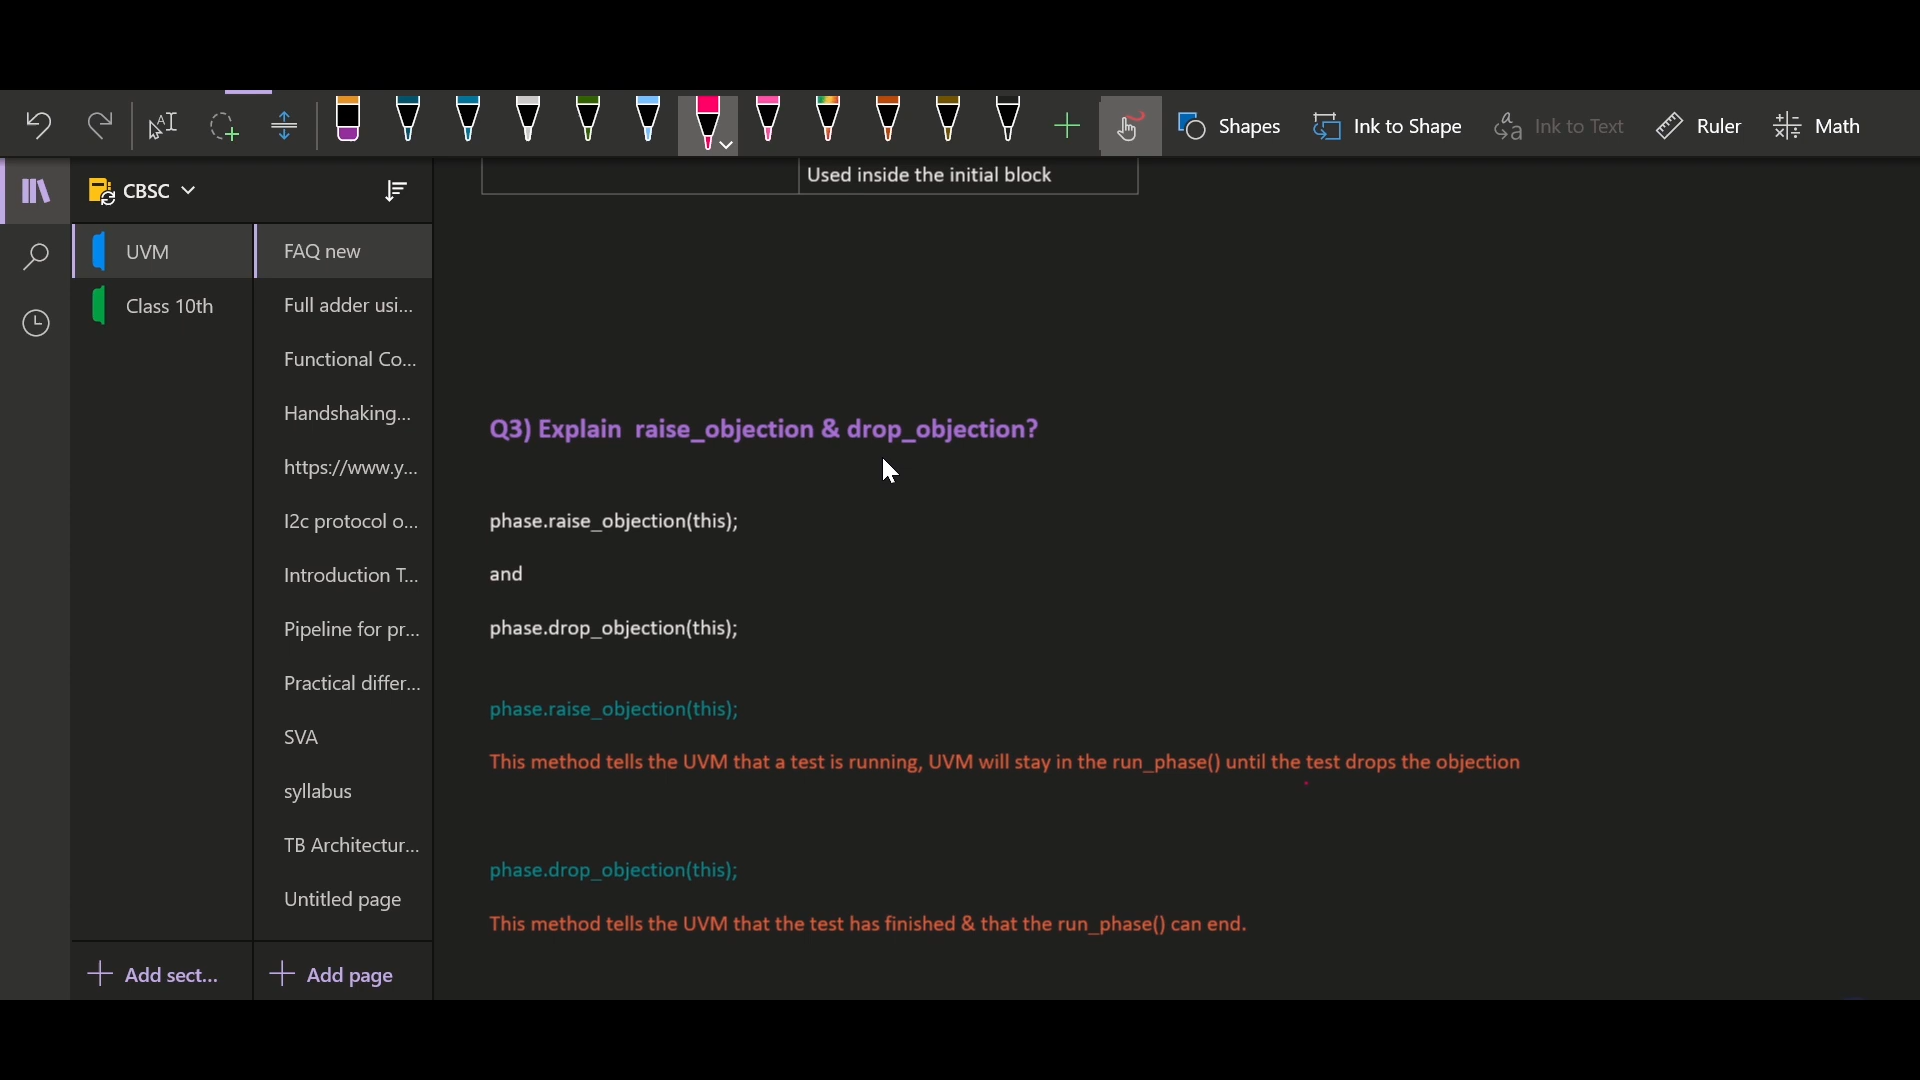 Shapes
Ink to Shape
Ink to Text
Ruler
Math
CBSC
UVM
Class 10th
FAQ new
Full adder usi...
Functional Co...
Handshaking...
https://www.y...
I2c protocol o...
Introduction T...
Pipeline for pr...
Practical differ...
SVA
syllabus
TB Architectur...
Untitled page
Add sect...
Add page
Used inside the initial block
Q3) Explain raise_objection & drop_objection?
phase.raise_objection(this);
and
phase.drop_objection(this);
phase.raise_objection(this);
This method tells the UVM that a test is running, UVM will stay in the run_phase() until the test drops the objection
phase.drop_objection(this);
This method tells the UVM that the test has finished & that the run_phase() can end.